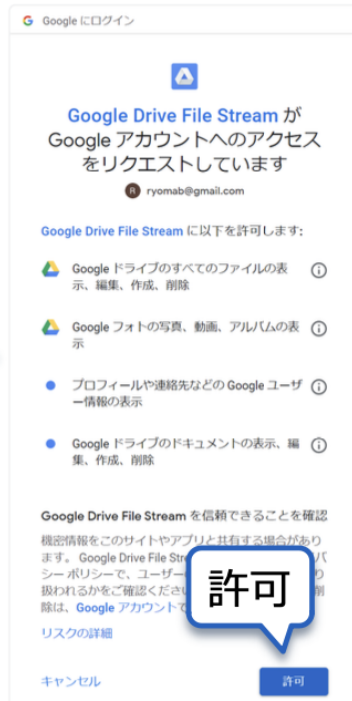 G Google にログイン
Google Drive File Stream が
Google アカウントへのアクセス
をリクエストしています
R ryomab@gmail.com
Google Drive File Stream に以下を許可します:
Google ドライブのすべてのファイルの表
示、編集、作成、削除
Google フォトの写真、動画、アルバムの表
示
プロフィールや連絡先などの Google ユーザ
ー情報の表示
Google ドライブのドキュメントの表示、編
集、作成、削除
Google Drive File Stream を信頼できることを確認
機密情報をこのサイトやアプリと共有する場合があり
ます。 Google Drive File Str
シー ポリシーで、ユーザー
扱われるかをご確認くださ
除は、Google アカウント
許可
リスクの詳細
キャンセル
許可